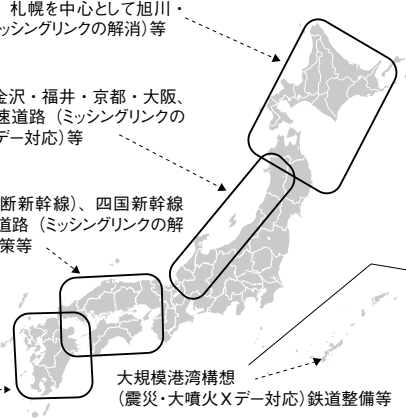 札幌を中心として旭川・
ッシングリンクの解消)等
金沢・福井・京都・大阪、
速道路（ミッシングリンクの
デー対応)等
断新幹線)、四国新幹線
道路（ミッシングリンクの解
策等
大規模港湾構想
(震災・大噴火Xデー対応)鉄道整備等